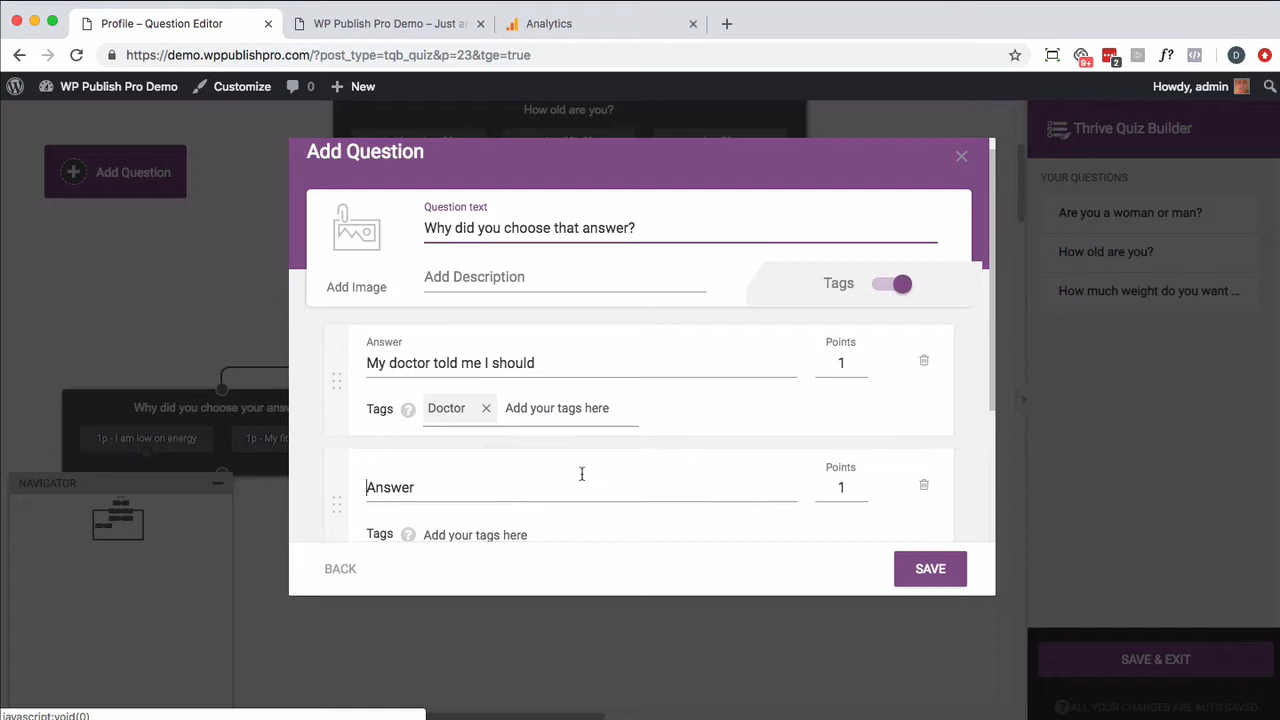 Profile – Question Editor
WP Publish Pro Demo – Just an
Analytics
https://demo.wppublishpro.com/?post_type=tqb_quiz&p=23&tge=true
9+
2
f?
D
WP Publish Pro Demo
Customize
0
New
Howdy, admin
How old are you?
Add Question
Thrive Quiz Builder
YOUR QUESTIONS
Are you a woman or man?
How old are you?
How much weight do you want ...
Add Question
Question text
Why did you choose that answer?
Add Image
Add Description
Tags
Answer
Points
My doctor told me I should
1
Tags
?
Doctor
Add your tags here
Points
Answer
1
Tags
?
Add your tags here
BACK
SAVE
Why did you choose your answ
1p - I am low on energy
1p - My fit
NAVIGATOR
SAVE & EXIT
ALL YOUR CHANGES ARE AUTO SAVED
javascript:void(0)